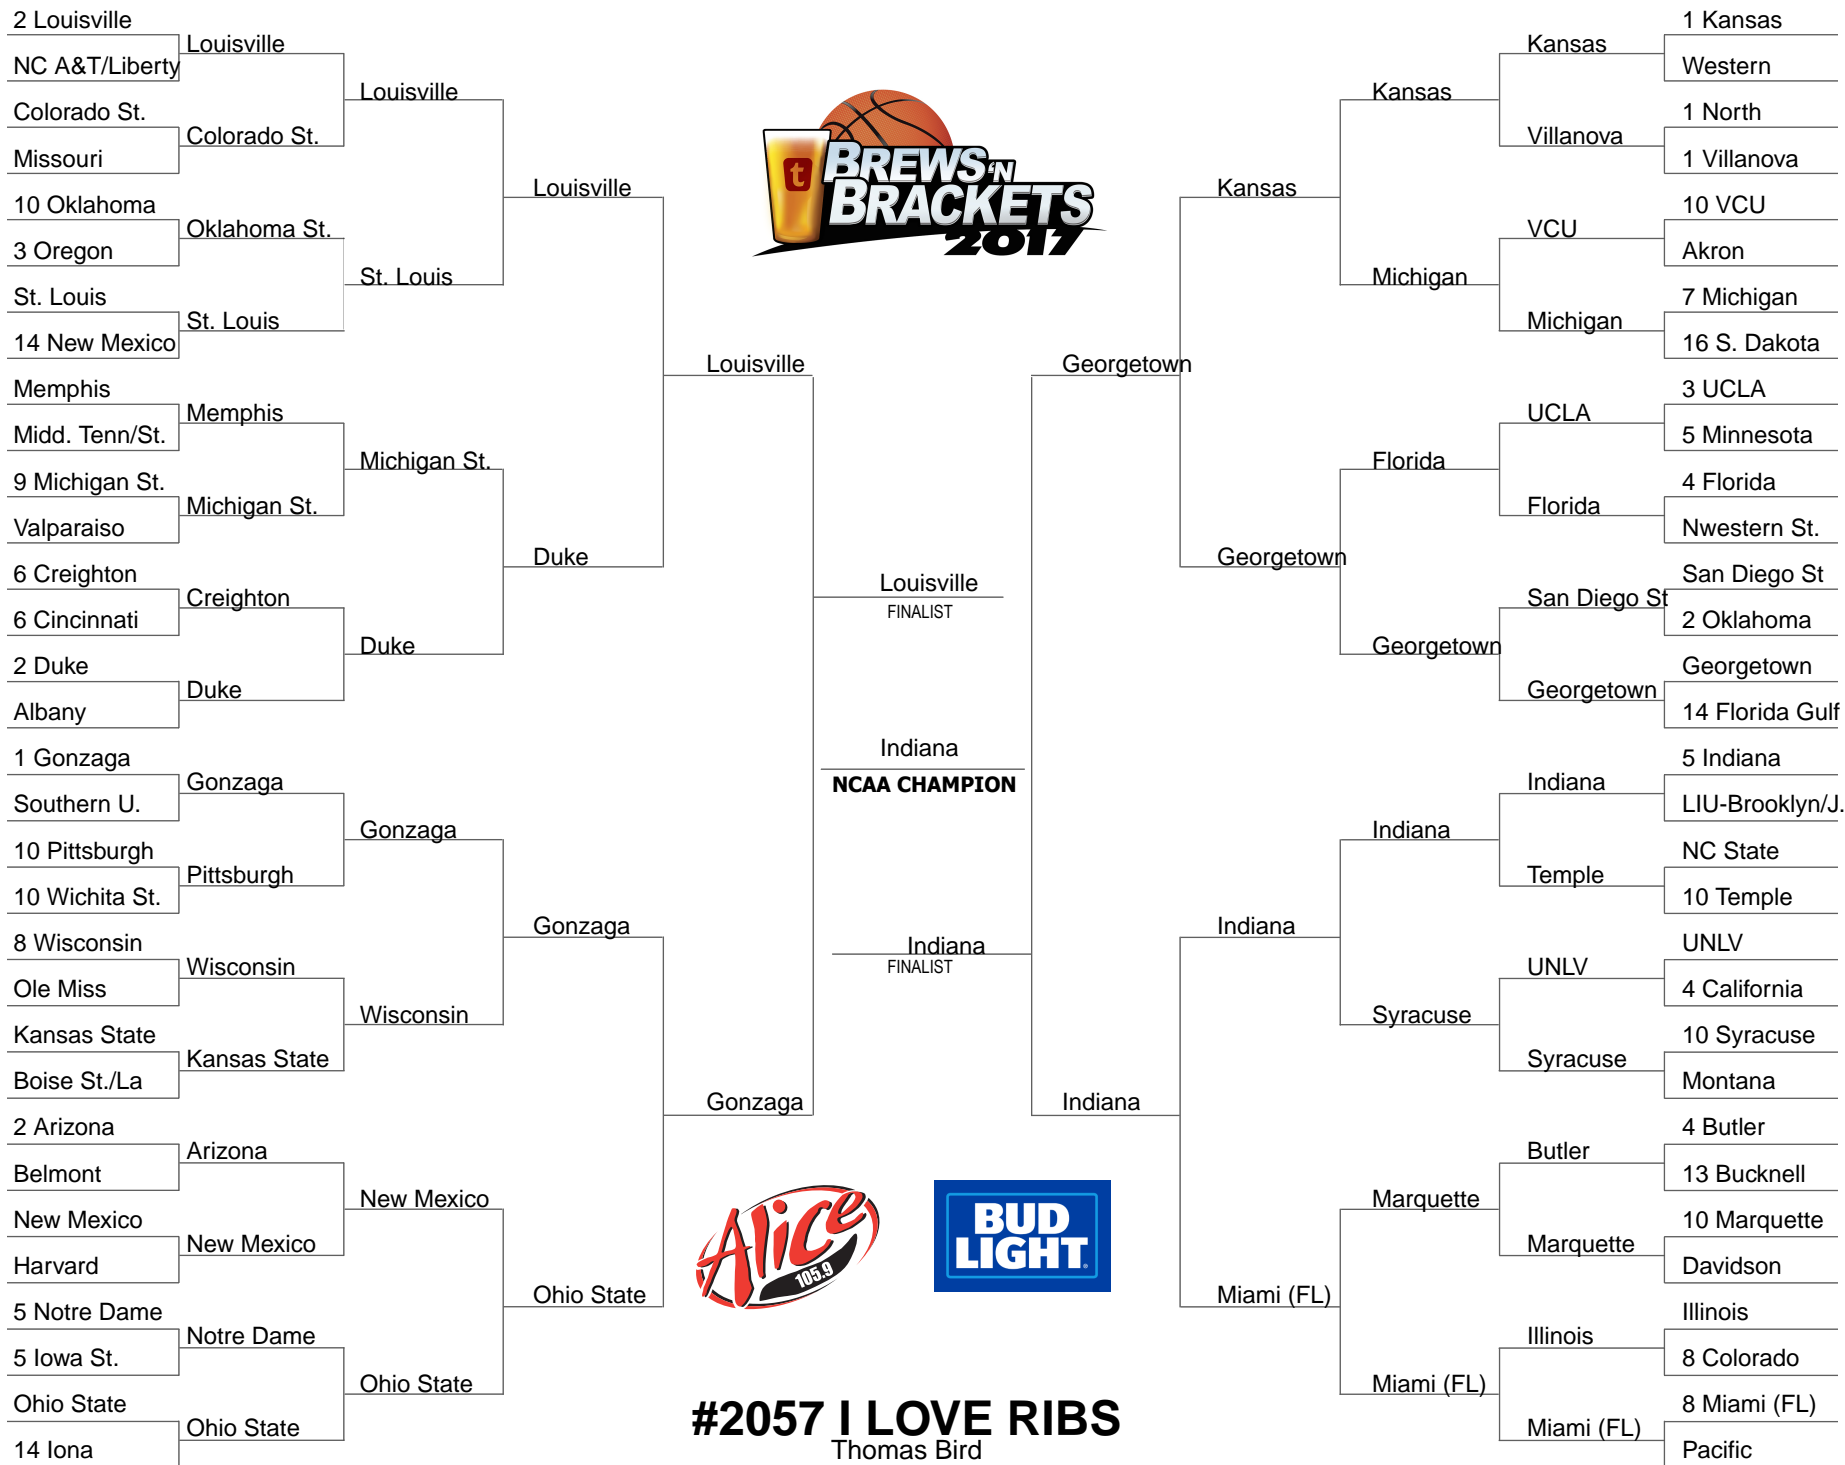 2 Louisville
NC A&T/Liberty
Colorado St.
Missouri
10 Oklahoma
3 Oregon
St. Louis
14 New Mexico
Memphis
Midd. Tenn/St.
9 Michigan St.
Valparaiso
6 Creighton
6 Cincinnati
2 Duke
Albany
1 Gonzaga
Southern U.
10 Pittsburgh
10 Wichita St.
8 Wisconsin
Ole Miss
Kansas State
Boise St./La
2 Arizona
Belmont
New Mexico
Harvard
5 Notre Dame
5 Iowa St.
Ohio State
14 Iona
Louisville
Colorado St.
Oklahoma St.
St. Louis
Memphis
Michigan St.
Creighton
Duke
Gonzaga
Pittsburgh
Wisconsin
Kansas State
Arizona
New Mexico
Notre Dame
Ohio State
Louisville
St. Louis
Michigan St.
Duke
Gonzaga
Wisconsin
New Mexico
Ohio State
Louisville
Duke
Gonzaga
Ohio State
Louisville
Gonzaga
t
BREWS 'N
BRACKETS
2017
Louisville
FINALIST
Indiana
NCAA CHAMPION
Indiana
FINALIST
Alice
105.9
BUD
LIGHT
#2057 I LOVE RIBS
Thomas Bird
Georgetown
Indiana
Kansas
Georgetown
Indiana
Miami (FL)
Kansas
Michigan
Florida
Georgetown
Indiana
Syracuse
Marquette
Miami (FL)
Kansas
Villanova
VCU
Michigan
UCLA
Florida
San Diego St
Georgetown
Indiana
Temple
UNLV
Syracuse
Butler
Marquette
Illinois
Miami (FL)
1 Kansas
Western
1 North
1 Villanova
10 VCU
Akron
7 Michigan
16 S. Dakota
3 UCLA
5 Minnesota
4 Florida
Nwestern St.
San Diego St
2 Oklahoma
Georgetown
14 Florida Gulf
5 Indiana
LIU-Brooklyn/J.
NC State
10 Temple
UNLV
4 California
10 Syracuse
Montana
4 Butler
13 Bucknell
10 Marquette
Davidson
Illinois
8 Colorado
8 Miami (FL)
Pacific